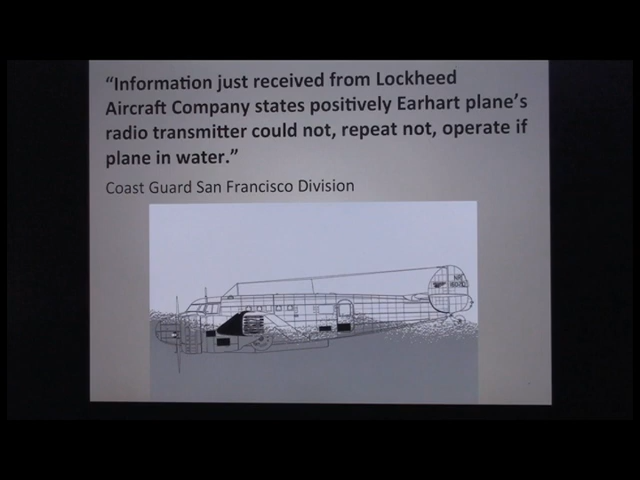 “Information just received from Lockheed
Aircraft Company states positively Earhart plane’s
radio transmitter could not, repeat not, operate if
plane in water.”
Coast Guard San Francisco Division